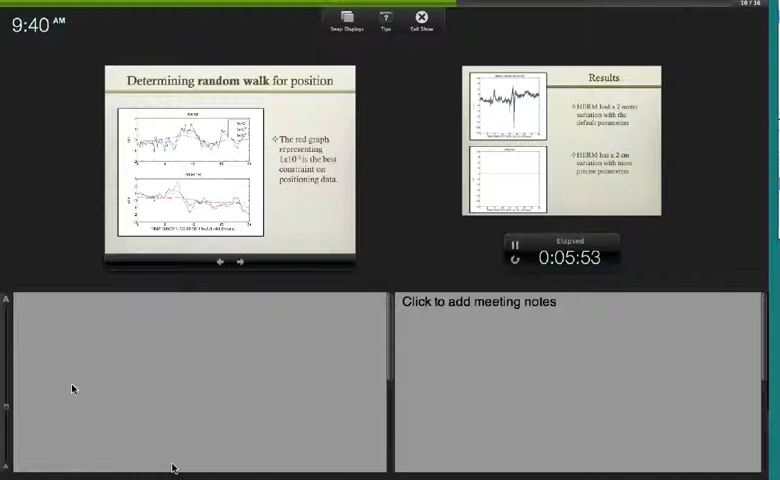 10 / 16
9:40 AM
Swap Displays
Tips
Exit Show
Determining random walk for position
EAST
NORTH
✧The red graph
representing
is the best
constraint on
positioning data.
Results
✧HERM had a 2 meter
variation with the
default parameters
✧HERM has a 2 cm
variation with more
precise parameters
Elapsed
0:05:53
A
A
Click to add meeting notes